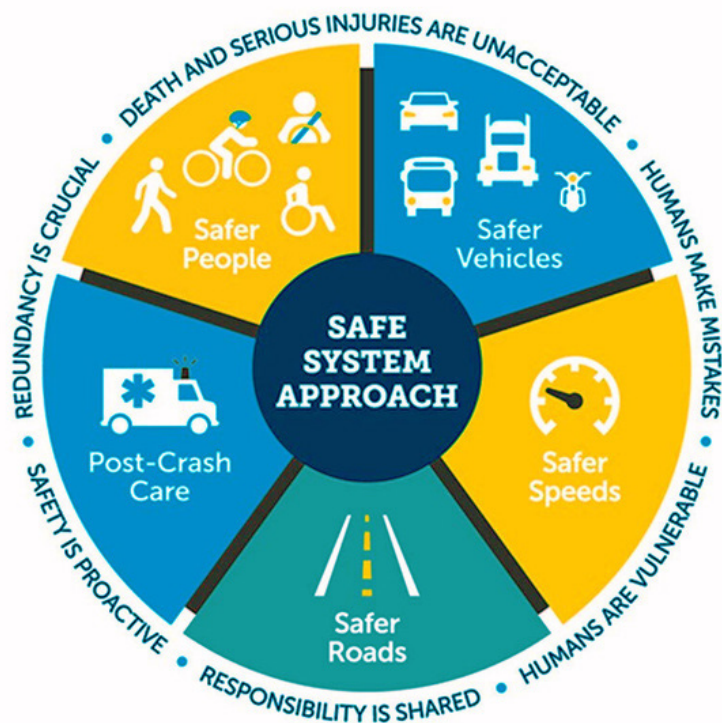 DEATH AND SERIOUS INJURIES ARE UNACCEPTABLE
HUMANS MAKE MISTAKES
HUMANS ARE VULNERABLE
RESPONSIBILITY IS SHARED
SAFETY IS PROACTIVE
REDUNDANCY IS CRUCIAL
Safer
People
Safer
Vehicles
SAFE
SYSTEM
APPROACH
Post-Crash
Care
Safer
Speeds
Safer
Roads